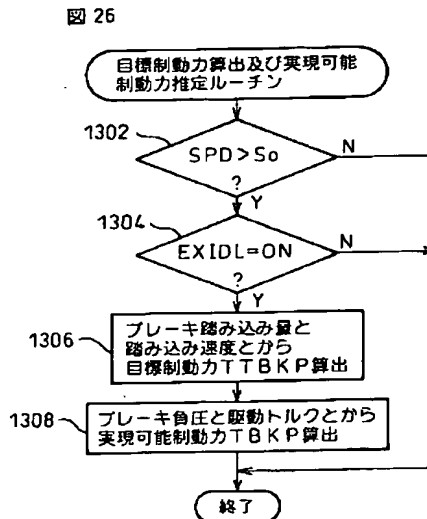 図 26
目標制動力算出及び実現可能
制動力推定ルーチン
1302
SPD>So
?
N
Y
1304
EXIDL=ON
?
N
Y
1306
ブレーキ踏み込み量と
踏み込み速度とから
目標制動力TTBKP算出
1308
ブレーキ負圧と駆動トルクとから
実現可能制動力TBKP算出
終了